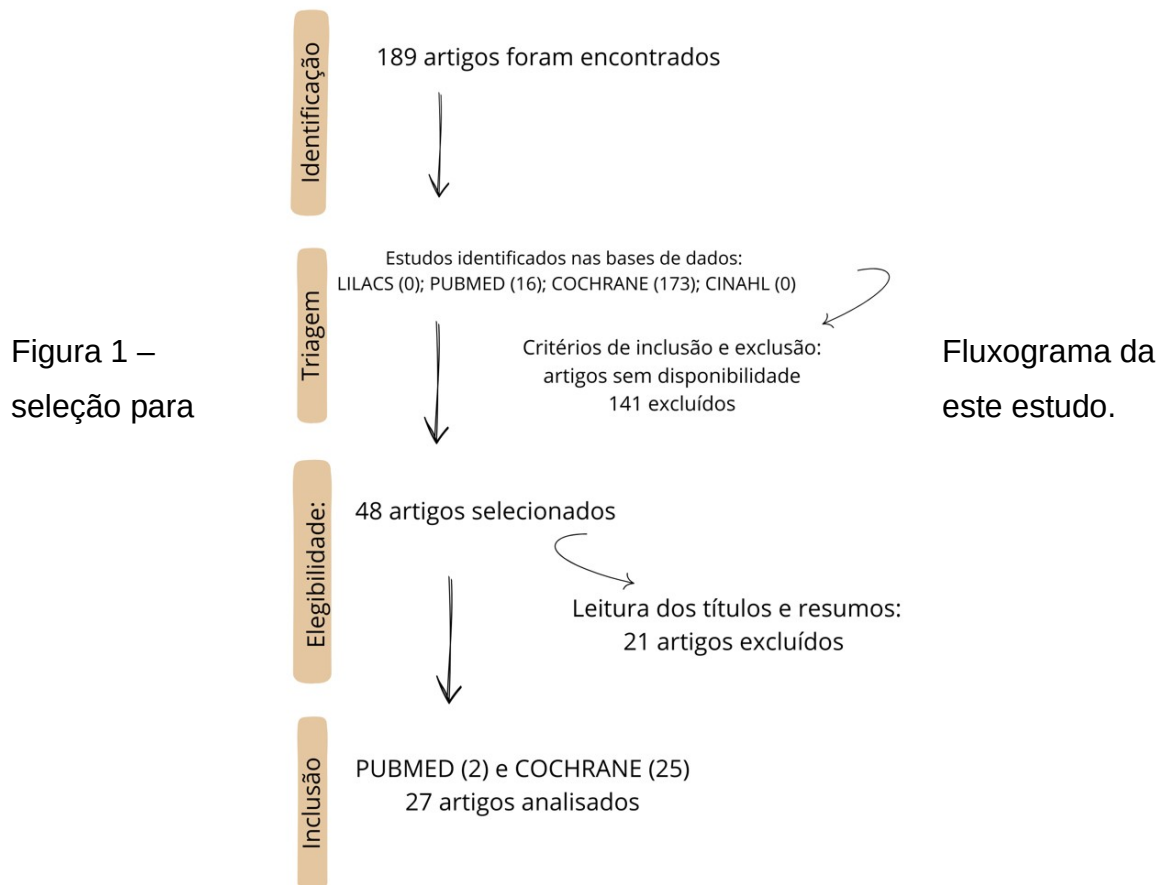 Identificação
189 artigos foram encontrados
Triagem
Estudos identificados nas bases de dados:
LILACS (0); PUBMED (16); COCHRANE (173); CINAHL (0)
Critérios de inclusão e exclusão:
artigos sem disponibilidade
141 excluídos
Figura 1 – Fluxograma da
seleção para este estudo.
Elegibilidade:
48 artigos selecionados
Leitura dos títulos e resumos:
21 artigos excluídos
Inclusão
PUBMED (2) e COCHRANE (25)
27 artigos analisados